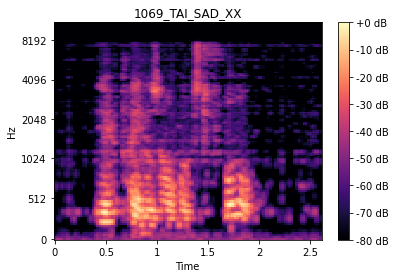 1069_TAI_SAD_XX
+0 dB
8192
-10 dB
4096
-20 dB
-30 dB
2048
Hz
-40 dB
1024
-50 dB
512
-60 dB
-70 dB
0
-80 dB
0 0.5 1 1.5 2 2.5
Time